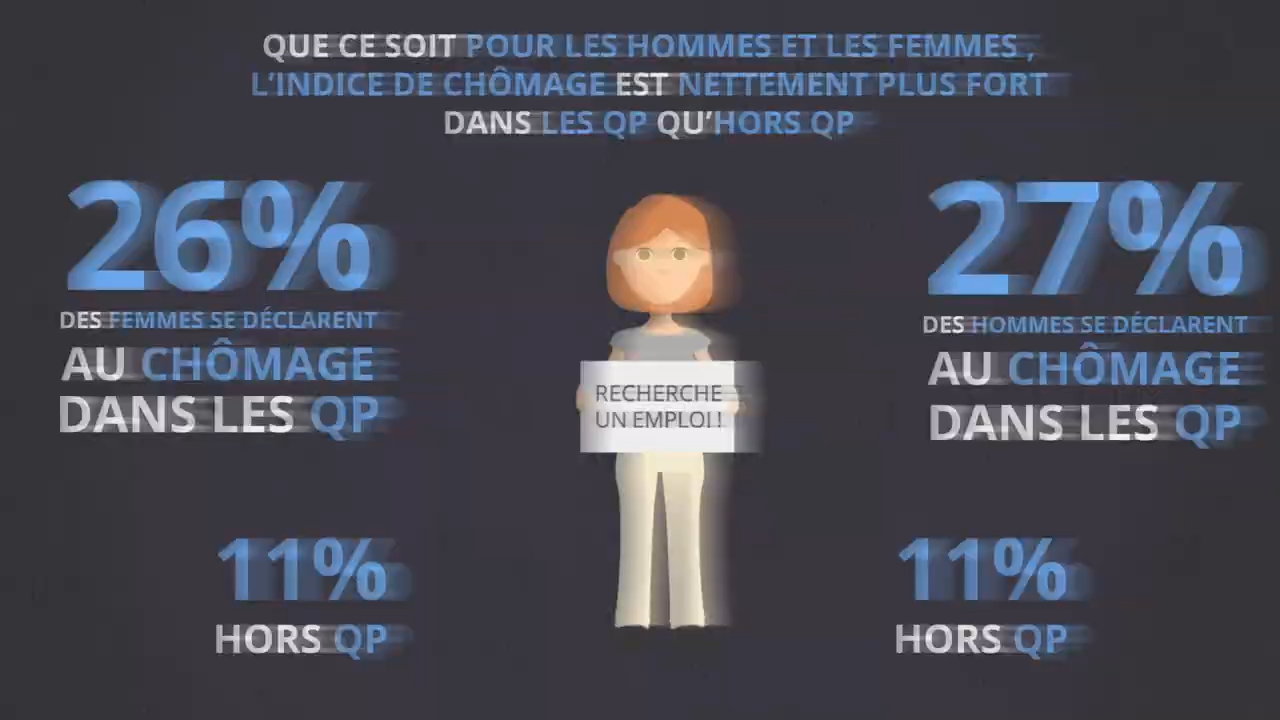 QUE CE SOIT POUR LES HOMMES ET LES FEMMES ,
L'INDICE DE CHÔMAGE EST NETTEMENT PLUS FORT
DANS LES QP QU'HORS QP
26%
DES FEMMES SE DÉCLARENT
AU CHÔMAGE
DANS LES QP
11%
HORS QP
RECHERCHE
UN EMPLOI !
27%
DES HOMMES SE DÉCLARENT
AU CHÔMAGE
DANS LES QP
11%
HORS QP